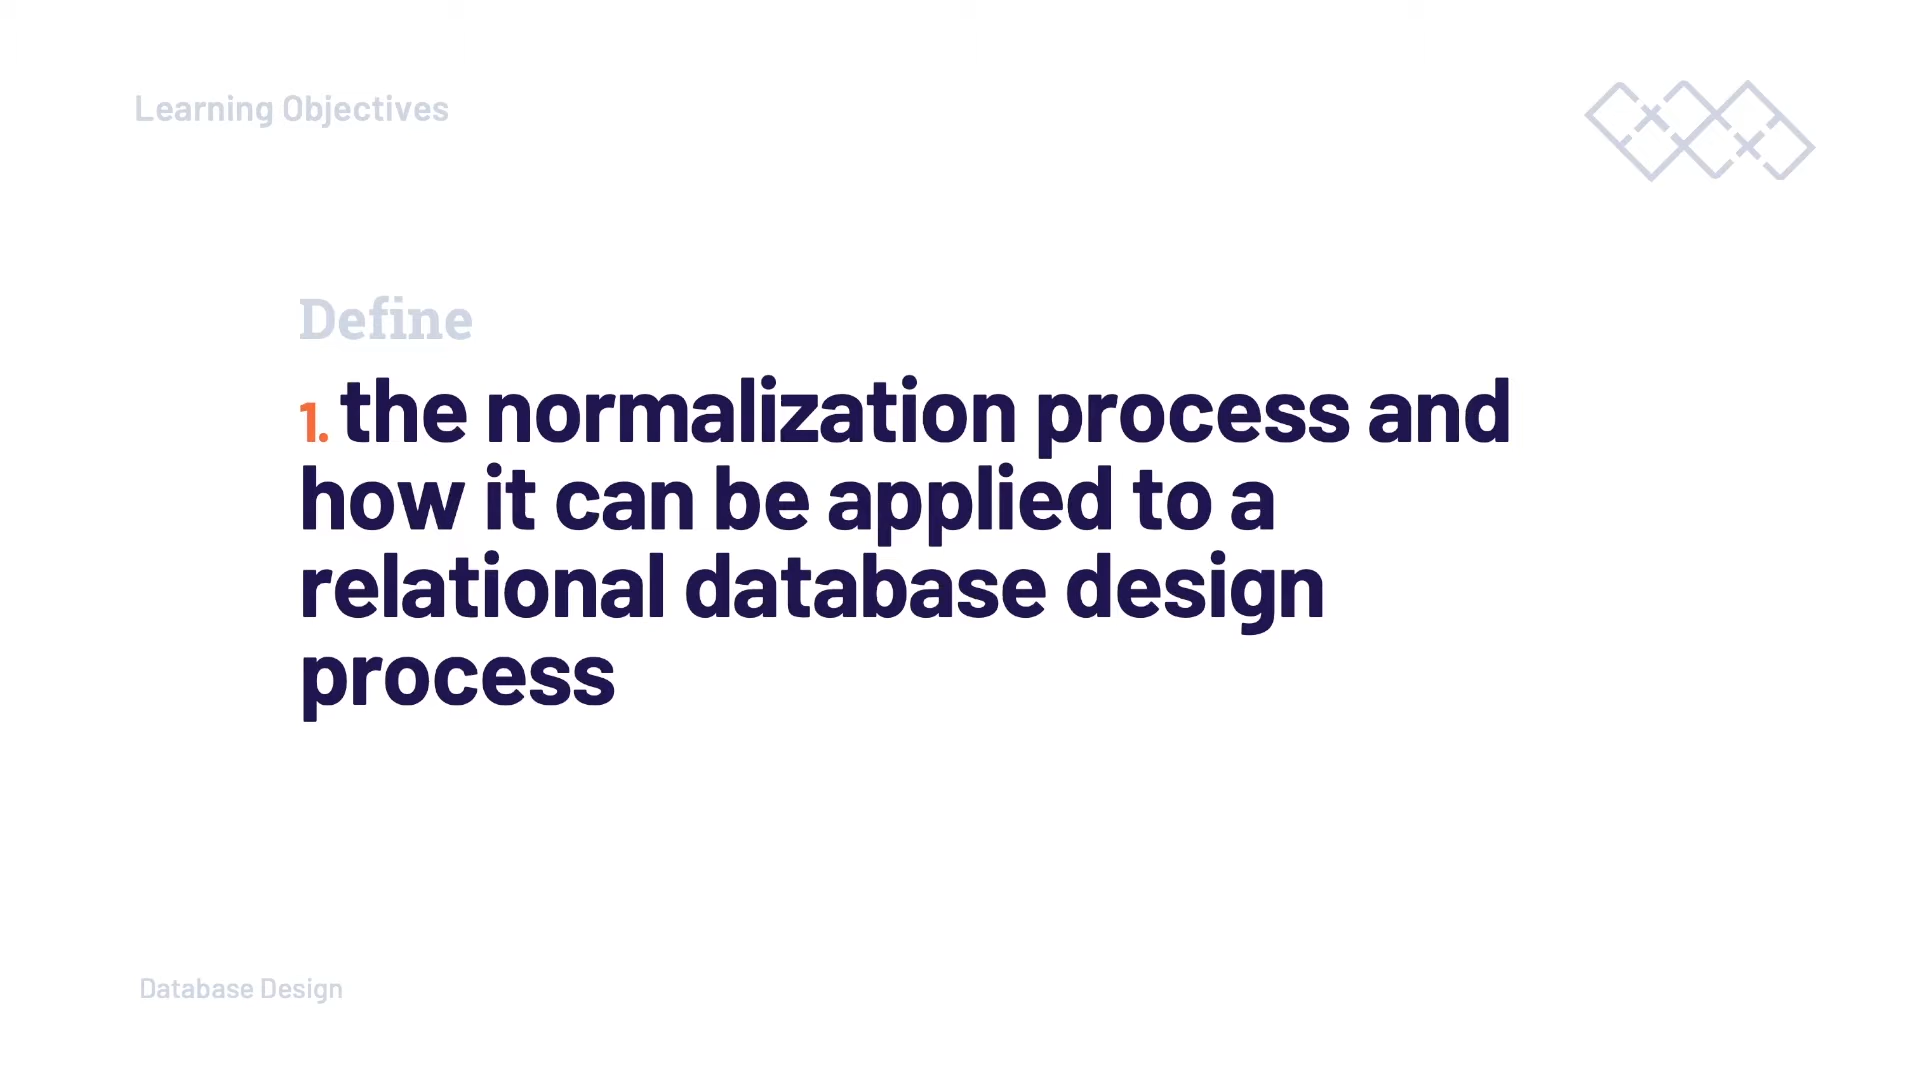 Learning Objectives
Define
1. the normalization process and
how it can be applied to a
relational database design
process
Database Design